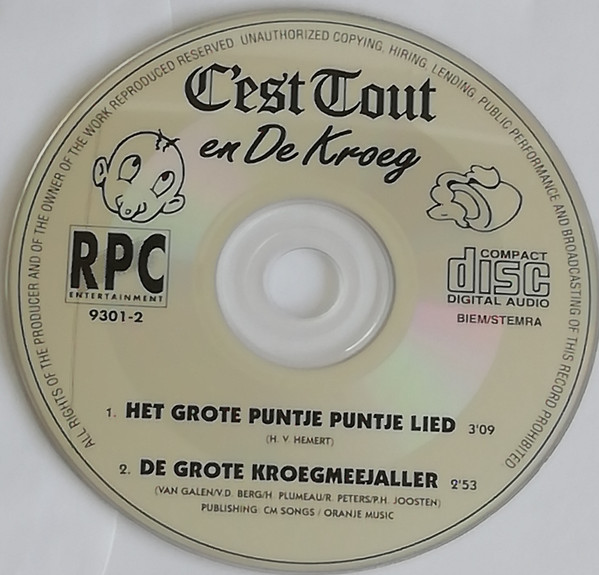 ALL RIGHTS OF THE PRODUCER AND OF THE OWNER OF THE WORK REPRODUCED RESERVED. UNAUTHORIZED COPYING, HIRING, LENDING, PUBLIC PERFORMANCE AND BROADCASTING OF THIS RECORD PROHIBITED.
C'est Tout
en De Kroeg
RPC
ENTERTAINMENT
9301-2
COMPACT
disc
DIGITAL AUDIO
BIEM/STEMRA
1. HET GROTE PUNTJE PUNTJE LIED 3'09
(H. V. HEMERT)
2. DE GROTE KROEGMEEJALLER 2'53
(VAN GALEN/V.D. BERG/H. PLUMEAU/R. PETERS/P.H. JOOSTEN)
PUBLISHING: CM SONGS / ORANJE MUSIC